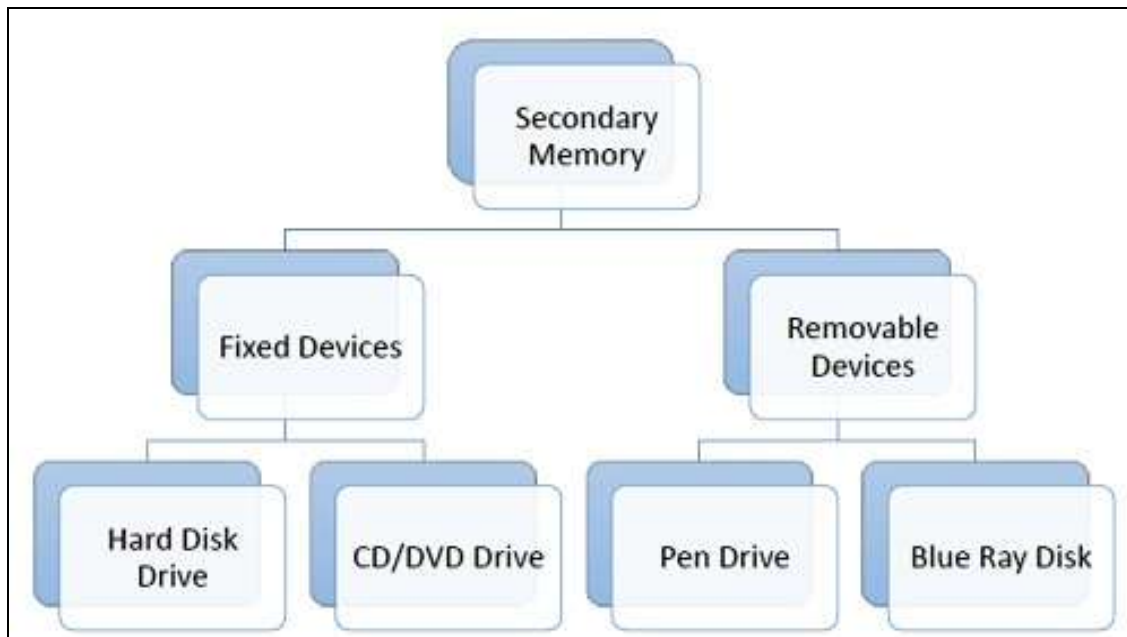 Secondary
Memory
Fixed Devices
Removable
Devices
Hard Disk
Drive
CD/DVD Drive
Pen Drive
Blue Ray Disk